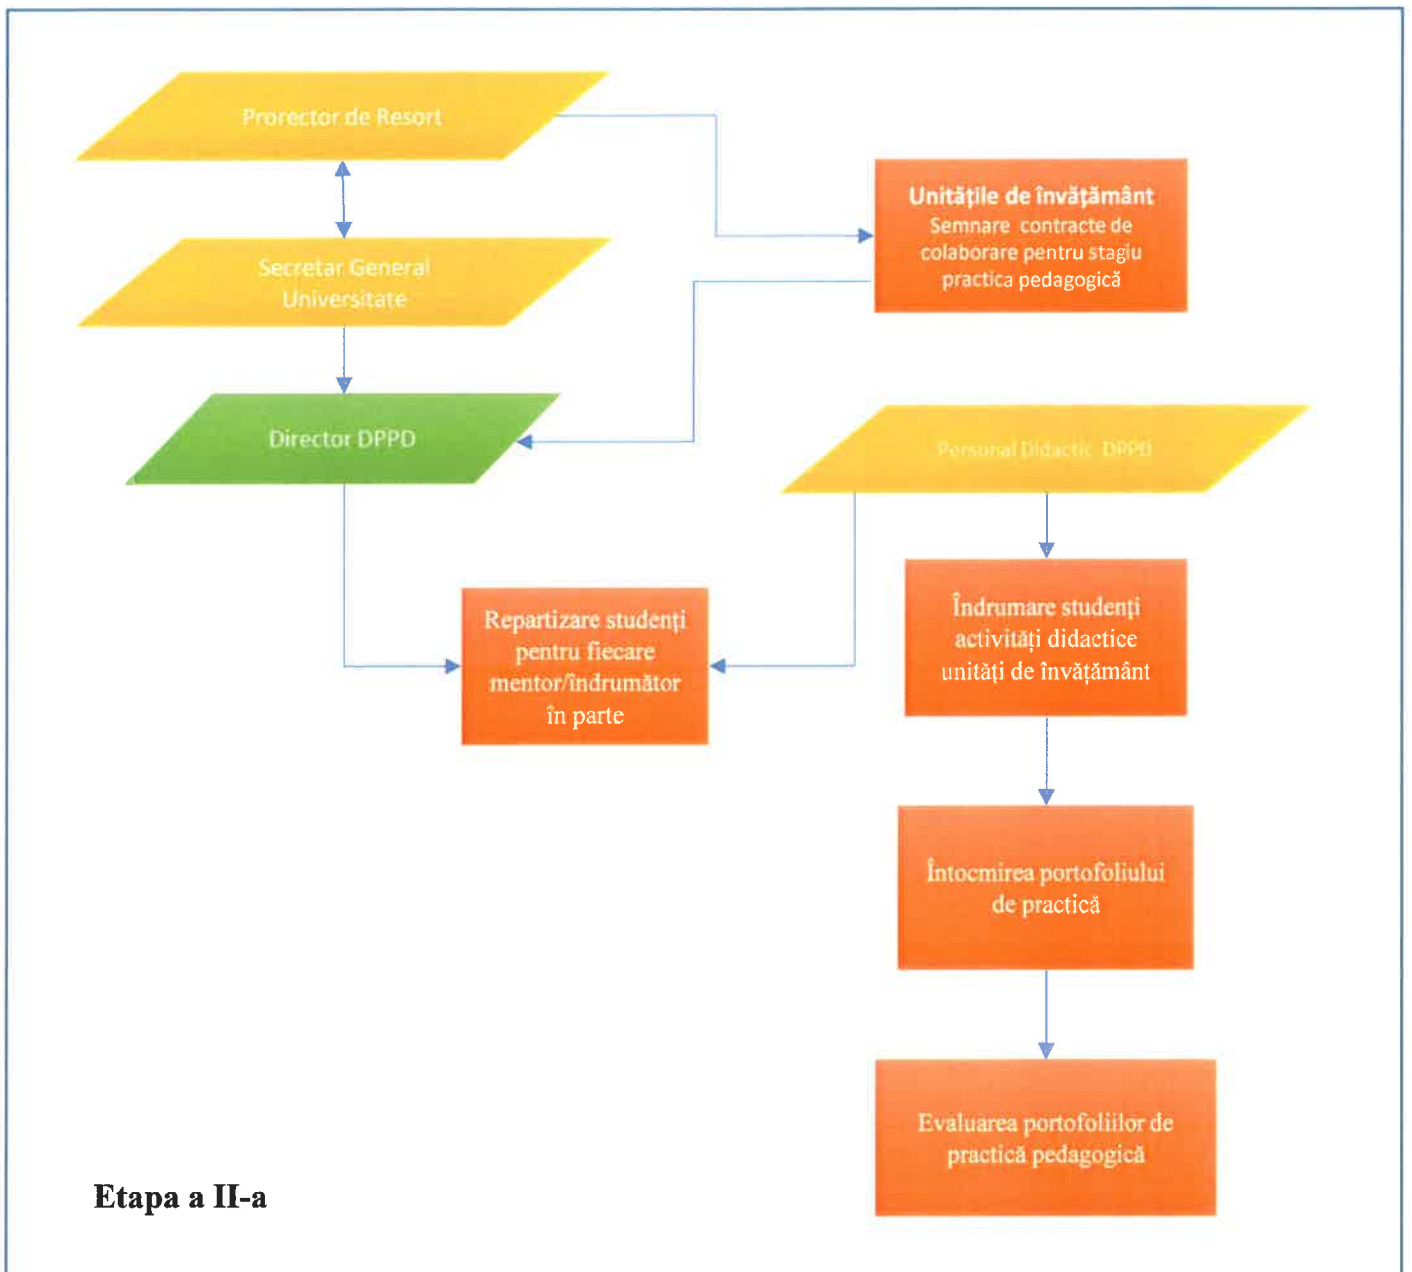 Prorector de Resort
Unitățile de învățământ
Semnare contracte de
colaborare pentru stagiu
practica pedagogică
Secretar General
Universitate
Director DPPD
Personal Didactic DPPD
Repartizare studenți
pentru fiecare
mentor/îndrumător
în parte
Îndrumare studenți
activități didactice
unități de învățământ
Întocmirea portofoliului
de practică
Evaluarea portofoliilor de
practică pedagogică
Etapa a II-a